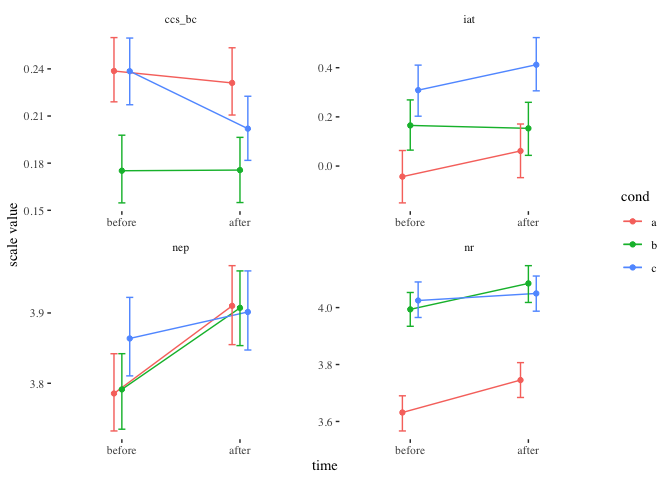 ccs_bc
iat
0.24
0.21
0.18
0.15
0.4
0.2
0.0
before
after
before
after
scale value
nep
nr
3.9
3.8
4.0
3.8
3.6
before
after
before
after
time
cond
a
b
c